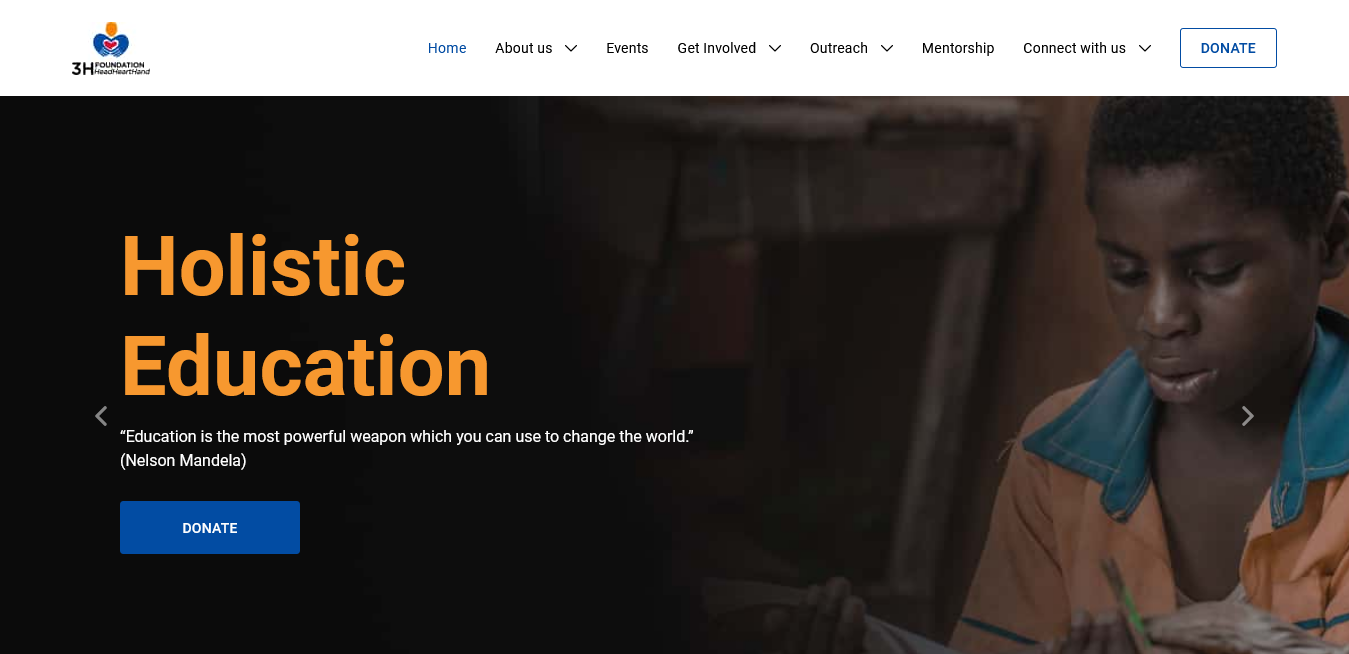 3H FOUNDATION
HeadHeartHand
Home About us Events Get Involved Outreach Mentorship Connect with us DONATE
Holistic
Education
“Education is the most powerful weapon which you can use to change the world.”
(Nelson Mandela)
DONATE